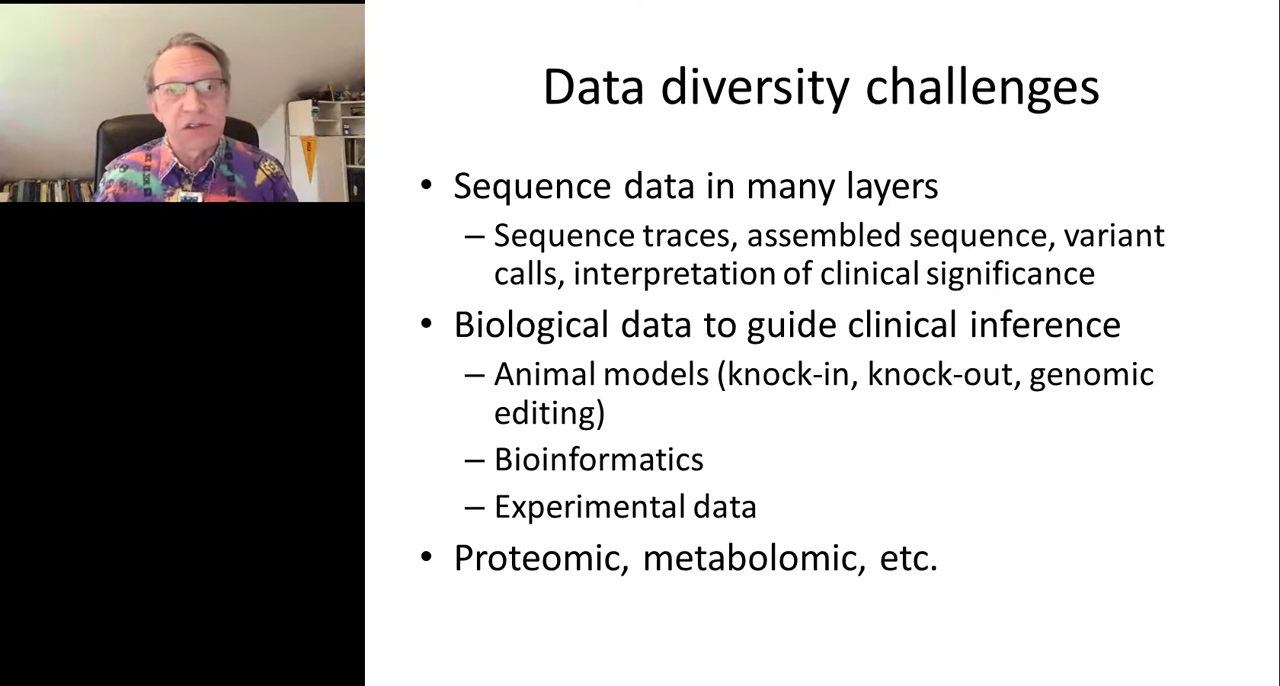 Data diversity challenges
• Sequence data in many layers
– Sequence traces, assembled sequence, variant
calls, interpretation of clinical significance
• Biological data to guide clinical inference
– Animal models (knock-in, knock-out, genomic
editing)
– Bioinformatics
– Experimental data
• Proteomic, metabolomic, etc.